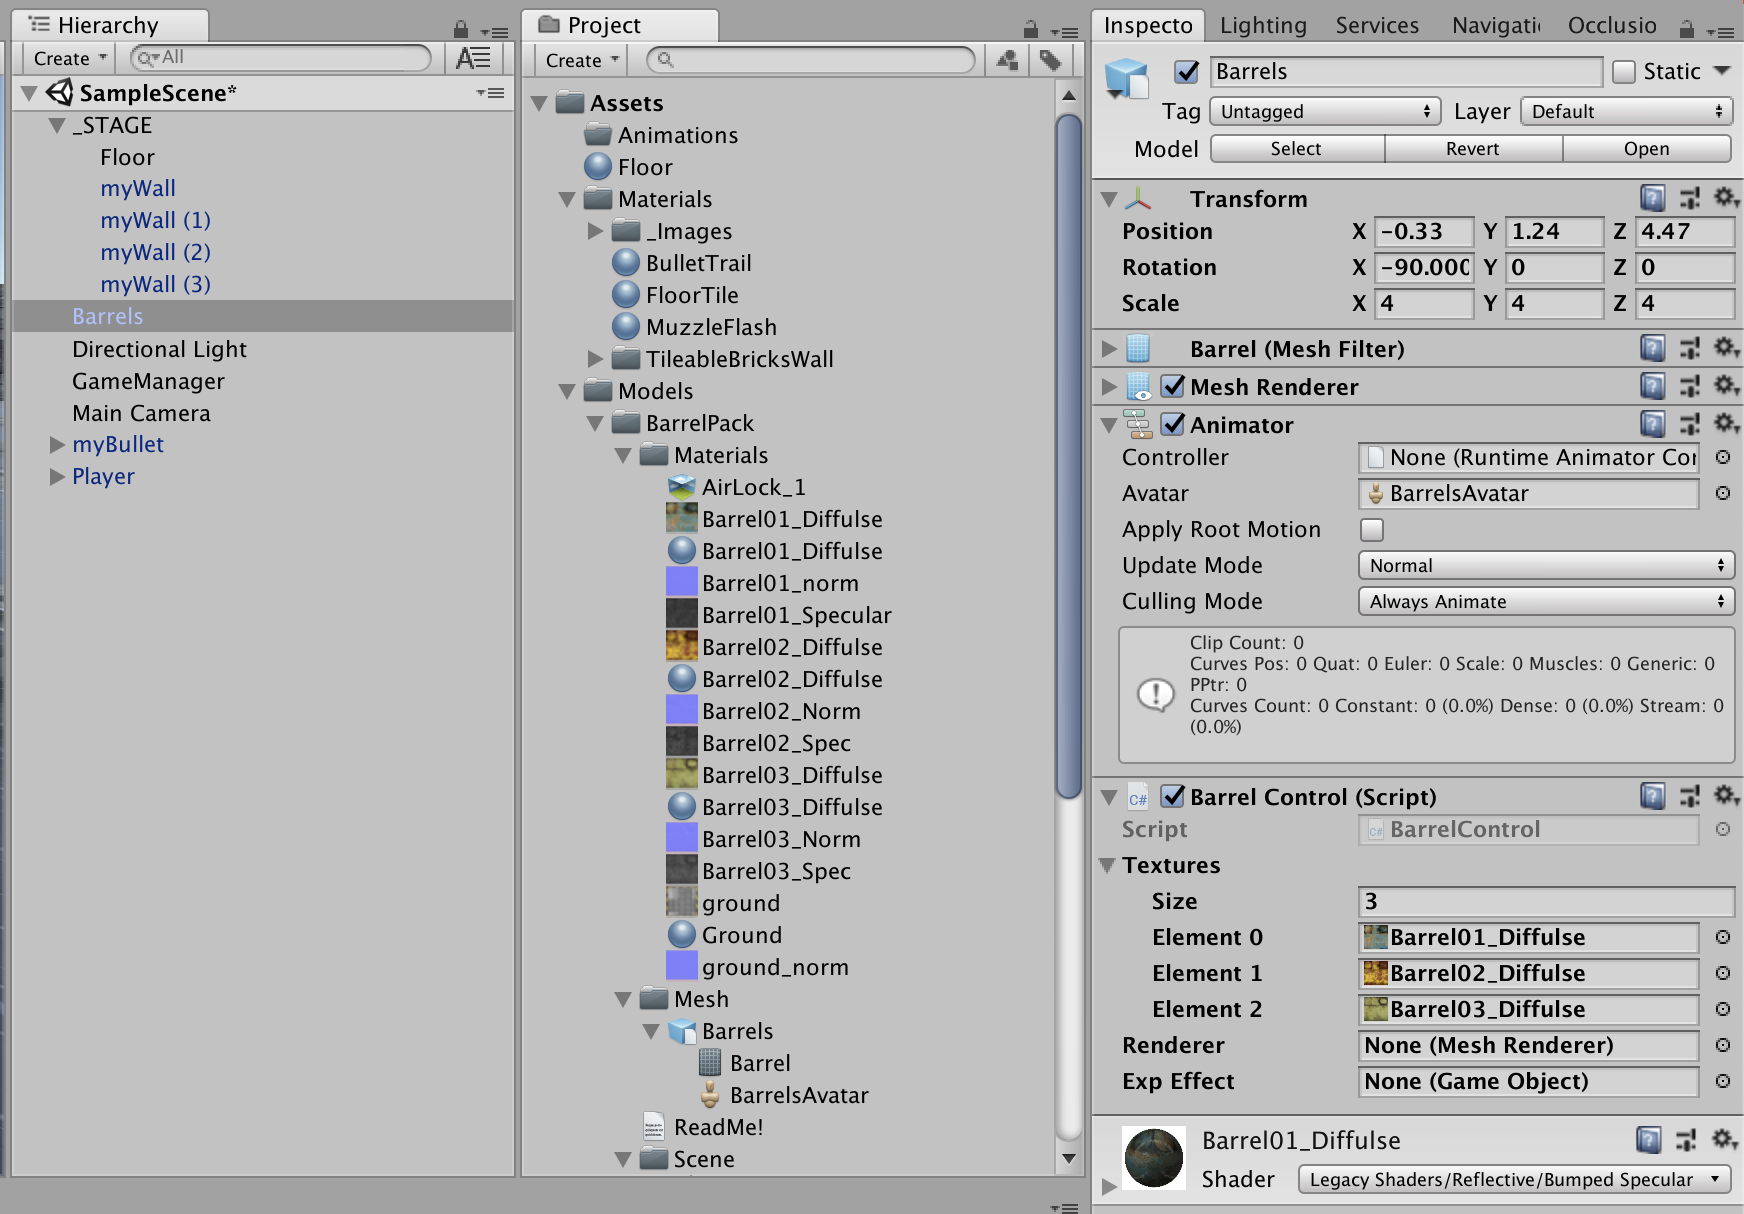 Hierarchy
Create
All
SampleScene*
_STAGE
Floor
myWall
myWall (1)
myWall (2)
myWall (3)
Barrels
Directional Light
GameManager
Main Camera
myBullet
Player
Project
Create
Assets
Animations
Floor
Materials
_Images
BulletTrail
FloorTile
MuzzleFlash
TileableBricksWall
Models
BarrelPack
Materials
AirLock_1
Barrel01_Diffulse
Barrel01_Diffulse
Barrel01_norm
Barrel01_Specular
Barrel02_Diffulse
Barrel02_Diffulse
Barrel02_Norm
Barrel02_Spec
Barrel03_Diffulse
Barrel03_Diffulse
Barrel03_Norm
Barrel03_Spec
ground
Ground
ground_norm
Mesh
Barrels
Barrel
BarrelsAvatar
ReadMe!
Scene
Inspecto Lighting Services Navigati Occlusio
Barrels Static
Tag Untagged Layer Default
Model Select Revert Open
Transform
Position X -0.33 Y 1.24 Z 4.47
Rotation X -90.000 Y 0 Z 0
Scale X 4 Y 4 Z 4
Barrel (Mesh Filter)
Mesh Renderer
Animator
Controller None (Runtime Animator Cor
Avatar BarrelsAvatar
Apply Root Motion
Update Mode Normal
Culling Mode Always Animate
Clip Count: 0
Curves Pos: 0 Quat: 0 Euler: 0 Scale: 0 Muscles: 0 Generic: 0
PPtr: 0
Curves Count: 0 Constant: 0 (0.0%) Dense: 0 (0.0%) Stream: 0
(0.0%)
C# Barrel Control (Script)
Script C# BarrelControl
Textures
Size 3
Element 0 Barrel01_Diffulse
Element 1 Barrel02_Diffulse
Element 2 Barrel03_Diffulse
Renderer None (Mesh Renderer)
Exp Effect None (Game Object)
Barrel01_Diffulse
Shader Legacy Shaders/Reflective/Bumped Specular